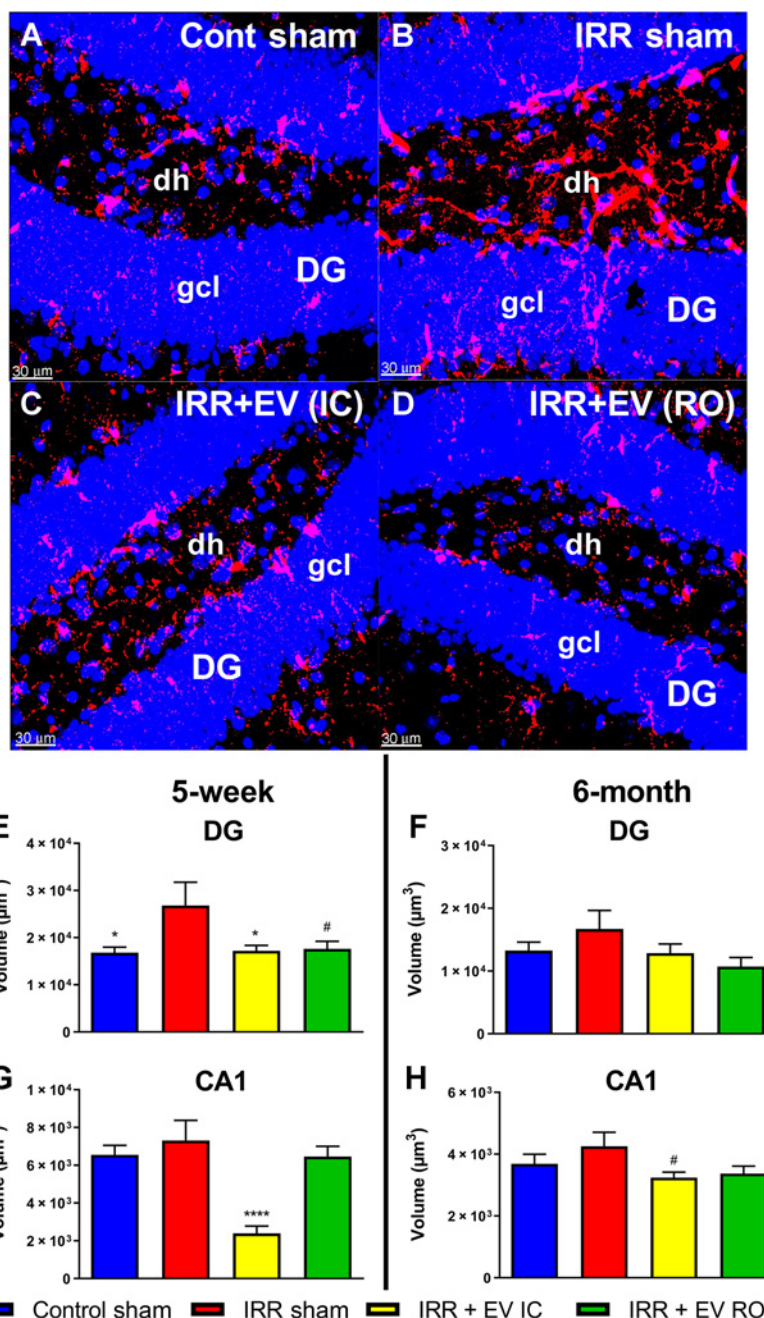 A Cont sham
B IRR sham
dh
dh
gcl
DG
gcl
DG
30 µm
30 µm
C IRR+EV (IC)
D IRR+EV (RO)
dh
dh
gcl
gcl
DG
DG
30 µm
30 µm
5-week
6-month
E
DG
4 × 10⁴
3 × 10⁴
2 × 10⁴
1 × 10⁴
0
Volume (µm
*
*
#
F
DG
3 × 10⁴
2 × 10⁴
1 × 10⁴
0
Volume (µm³)
G
CA1
1 × 10⁴
8 × 10³
6 × 10³
4 × 10³
2 × 10³
0
Volume (µm
****
H
CA1
6 × 10³
4 × 10³
2 × 10³
0
Volume (µm³)
#
Control sham IRR sham IRR + EV IC IRR + EV RO